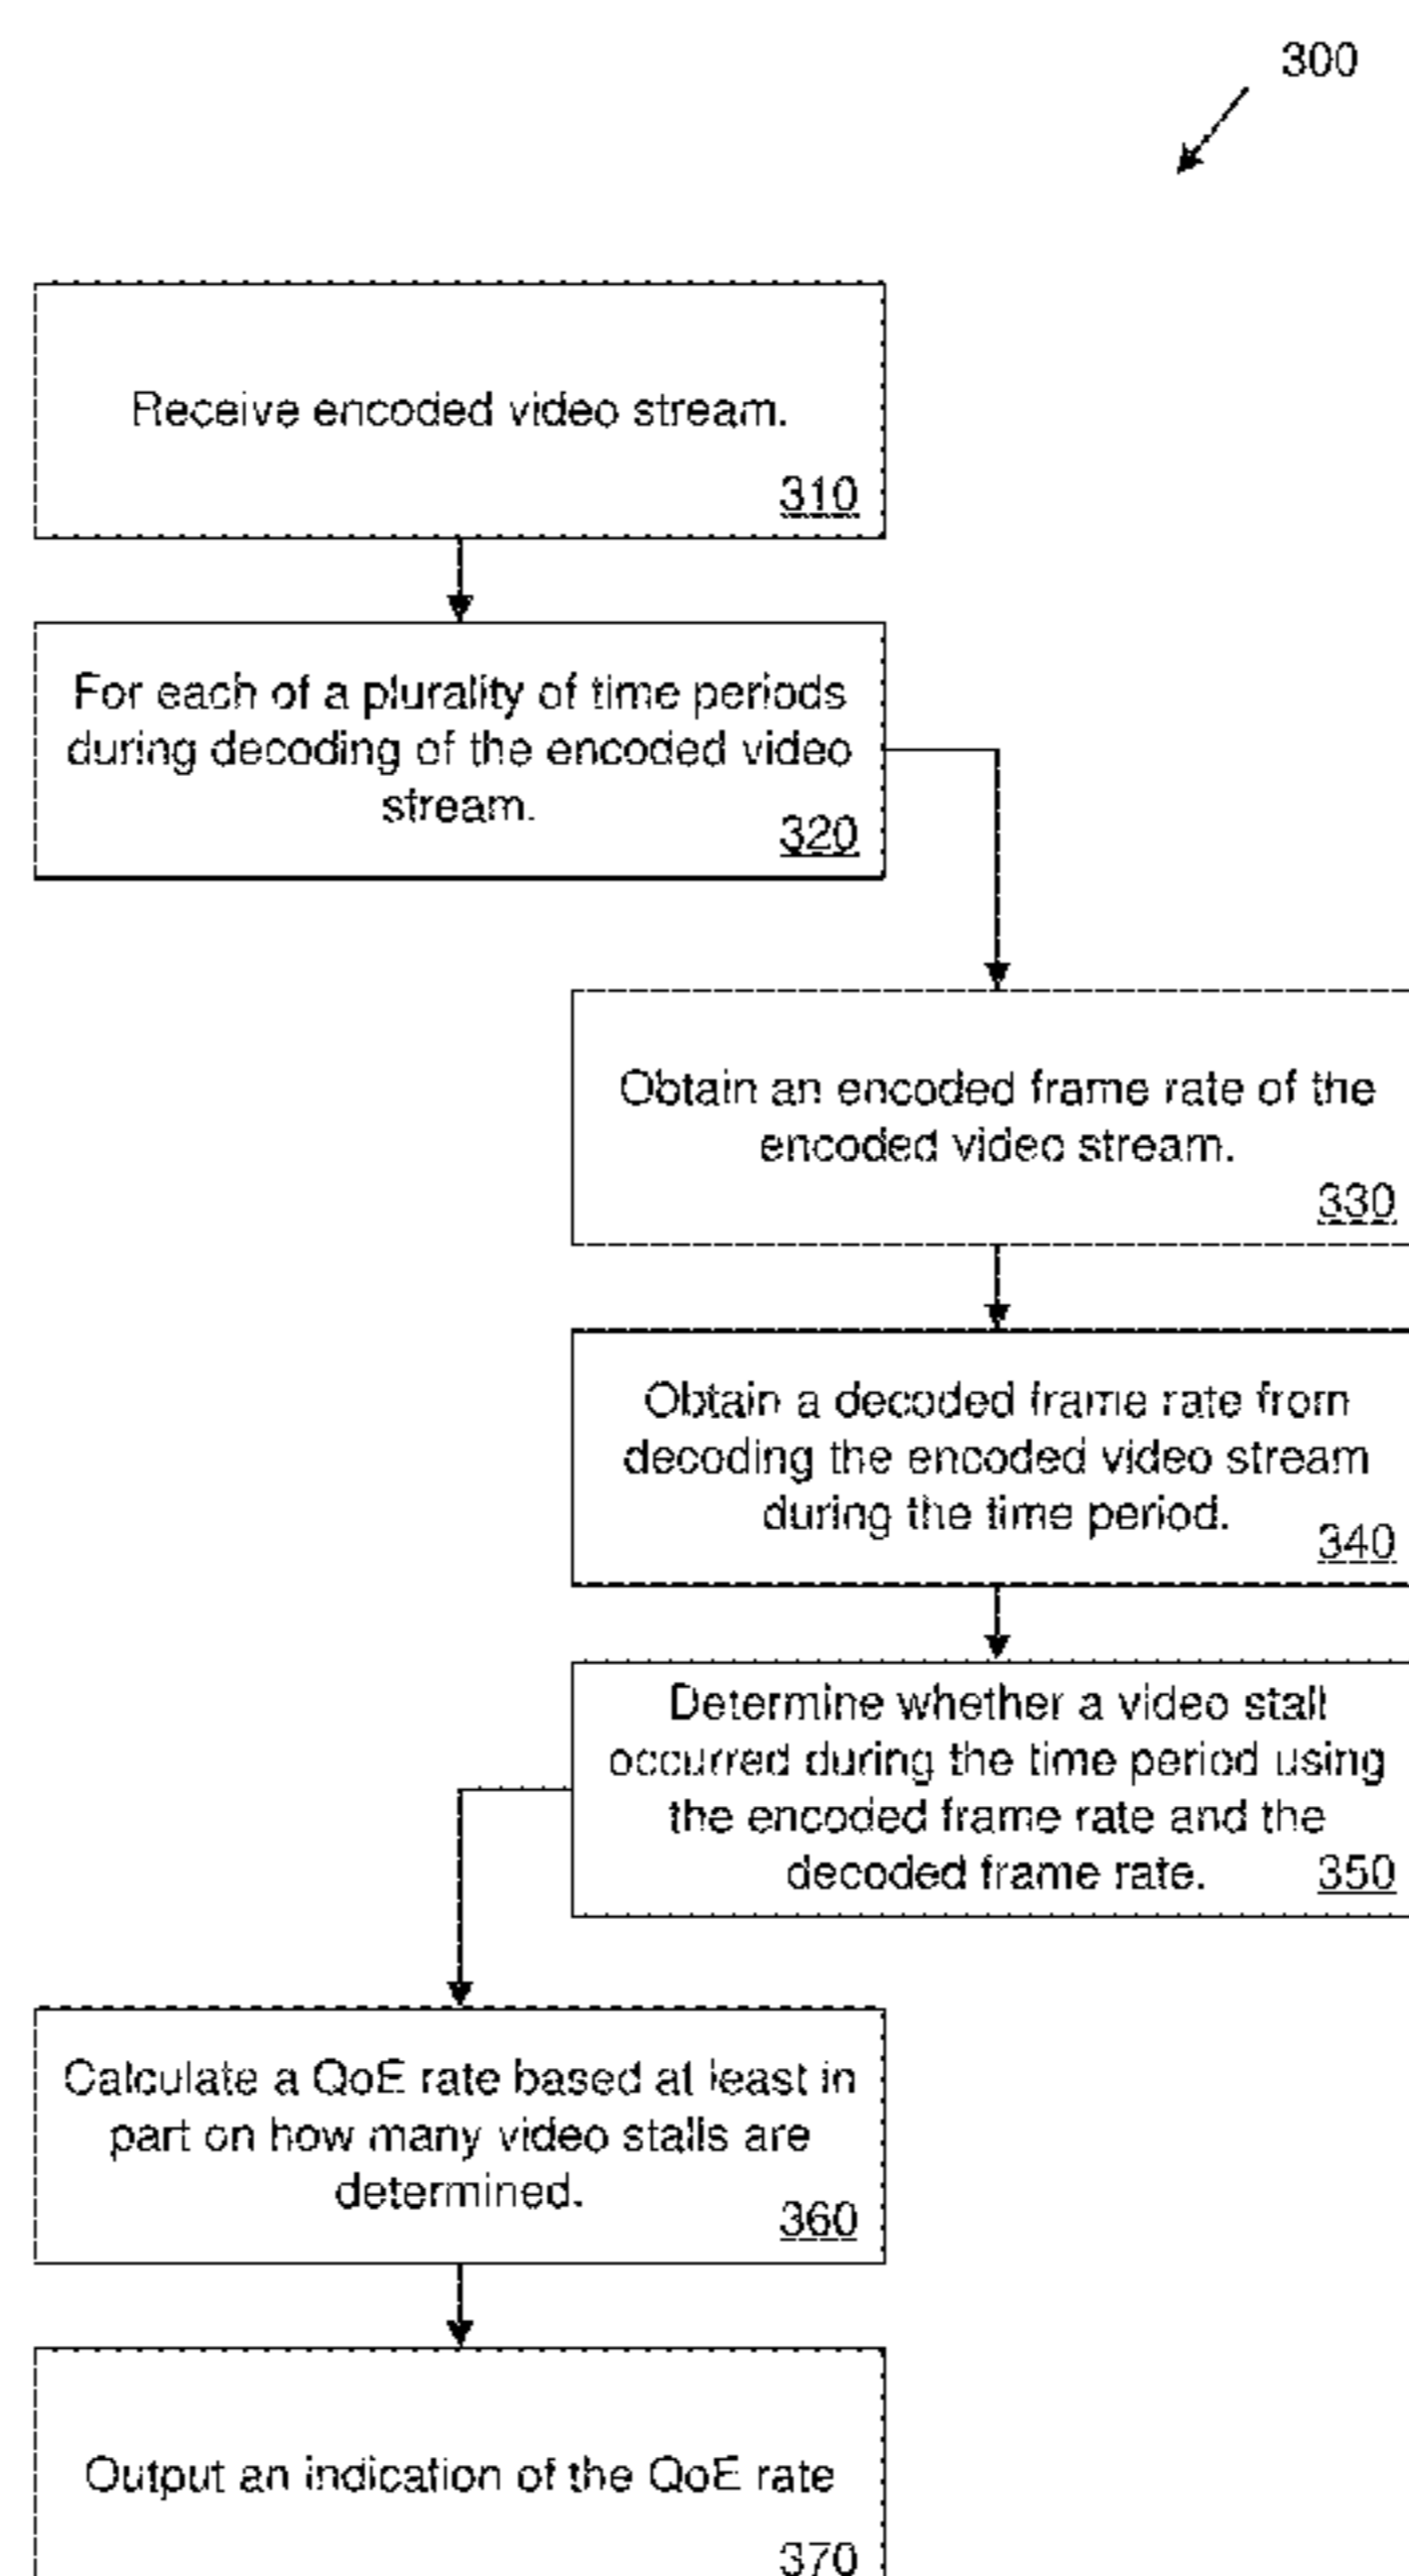 300
Receive encoded video stream.
310
For each of a plurality of time periods
during decoding of the encoded video
stream.
320
Obtain an encoded frame rate of the
encoded video stream.
330
Obtain a decoded frame rate from
decoding the encoded video stream
during the time period.
340
Determine whether a video stall
occurred during the time period using
the encoded frame rate and the
decoded frame rate.
350
Calculate a QoE rate based at least in
part on how many video stalls are
determined.
360
Output an indication of the QoE rate
370